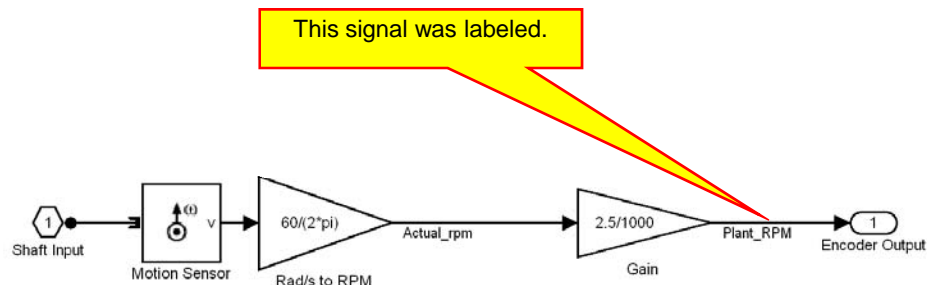 This signal was labeled.
1
Shaft Input
(t)
v
Motion Sensor
60/(2*pi)
Rad/s to RPM
Actual_rpm
2.5/1000
Gain
Plant_RPM
1
Encoder Output